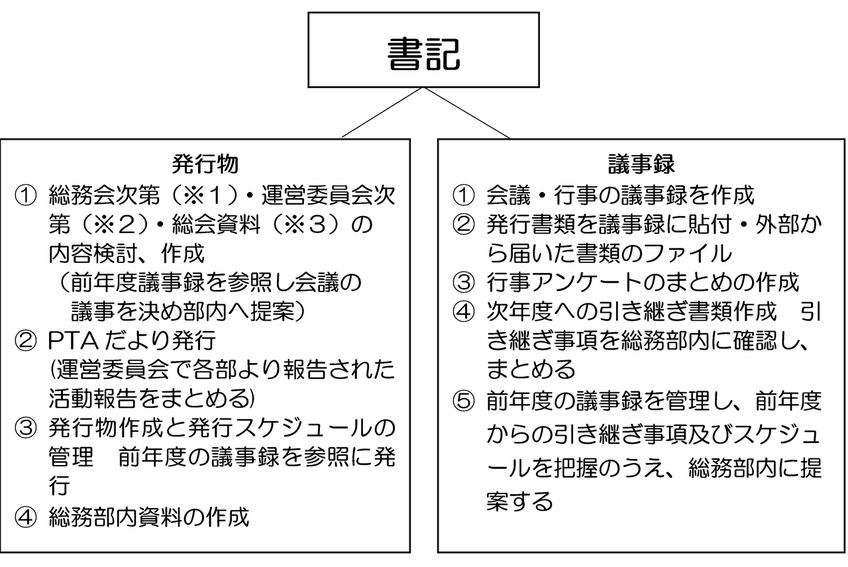 書記
発行物
① 総務会次第（※１）・運営委員会次
第（※２）・総会資料（※３）の
内容検討、作成
（前年度議事録を参照し会議の
議事を決め部内へ提案）
② PTAだより発行
(運営委員会で各部より報告された
活動報告をまとめる)
③ 発行物作成と発行スケジュールの
管理　前年度の議事録を参照に発
行
④ 総務部内資料の作成
議事録
① 会議・行事の議事録を作成
② 発行書類を議事録に貼付・外部か
ら届いた書類のファイル
③ 行事アンケートのまとめの作成
④ 次年度への引き継ぎ書類作成　引
き継ぎ事項を総務部内に確認し、
まとめる
⑤ 前年度の議事録を管理し、前年度
からの引き継ぎ事項及びスケジュ
ールを把握のうえ、総務部内に提
案する